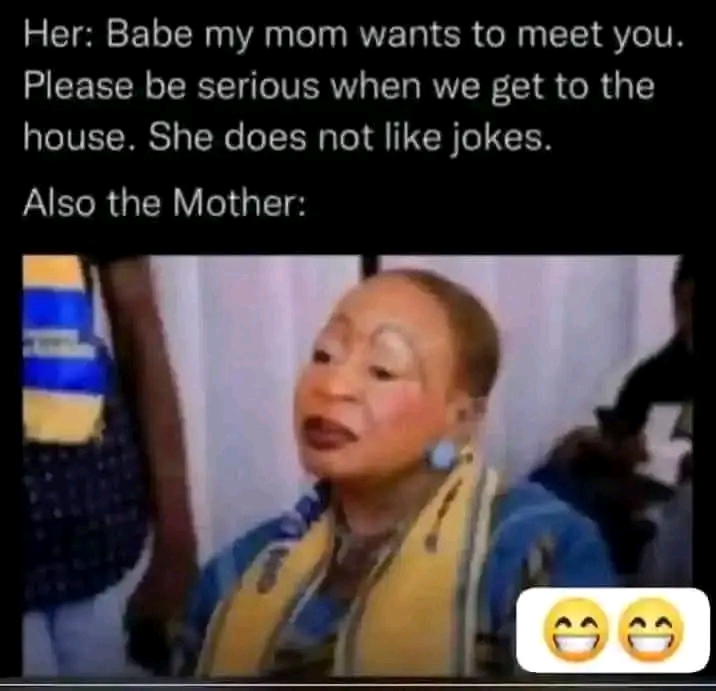 Her: Babe my mom wants to meet you.
Please be serious when we get to the
house. She does not like jokes.
Also the Mother: